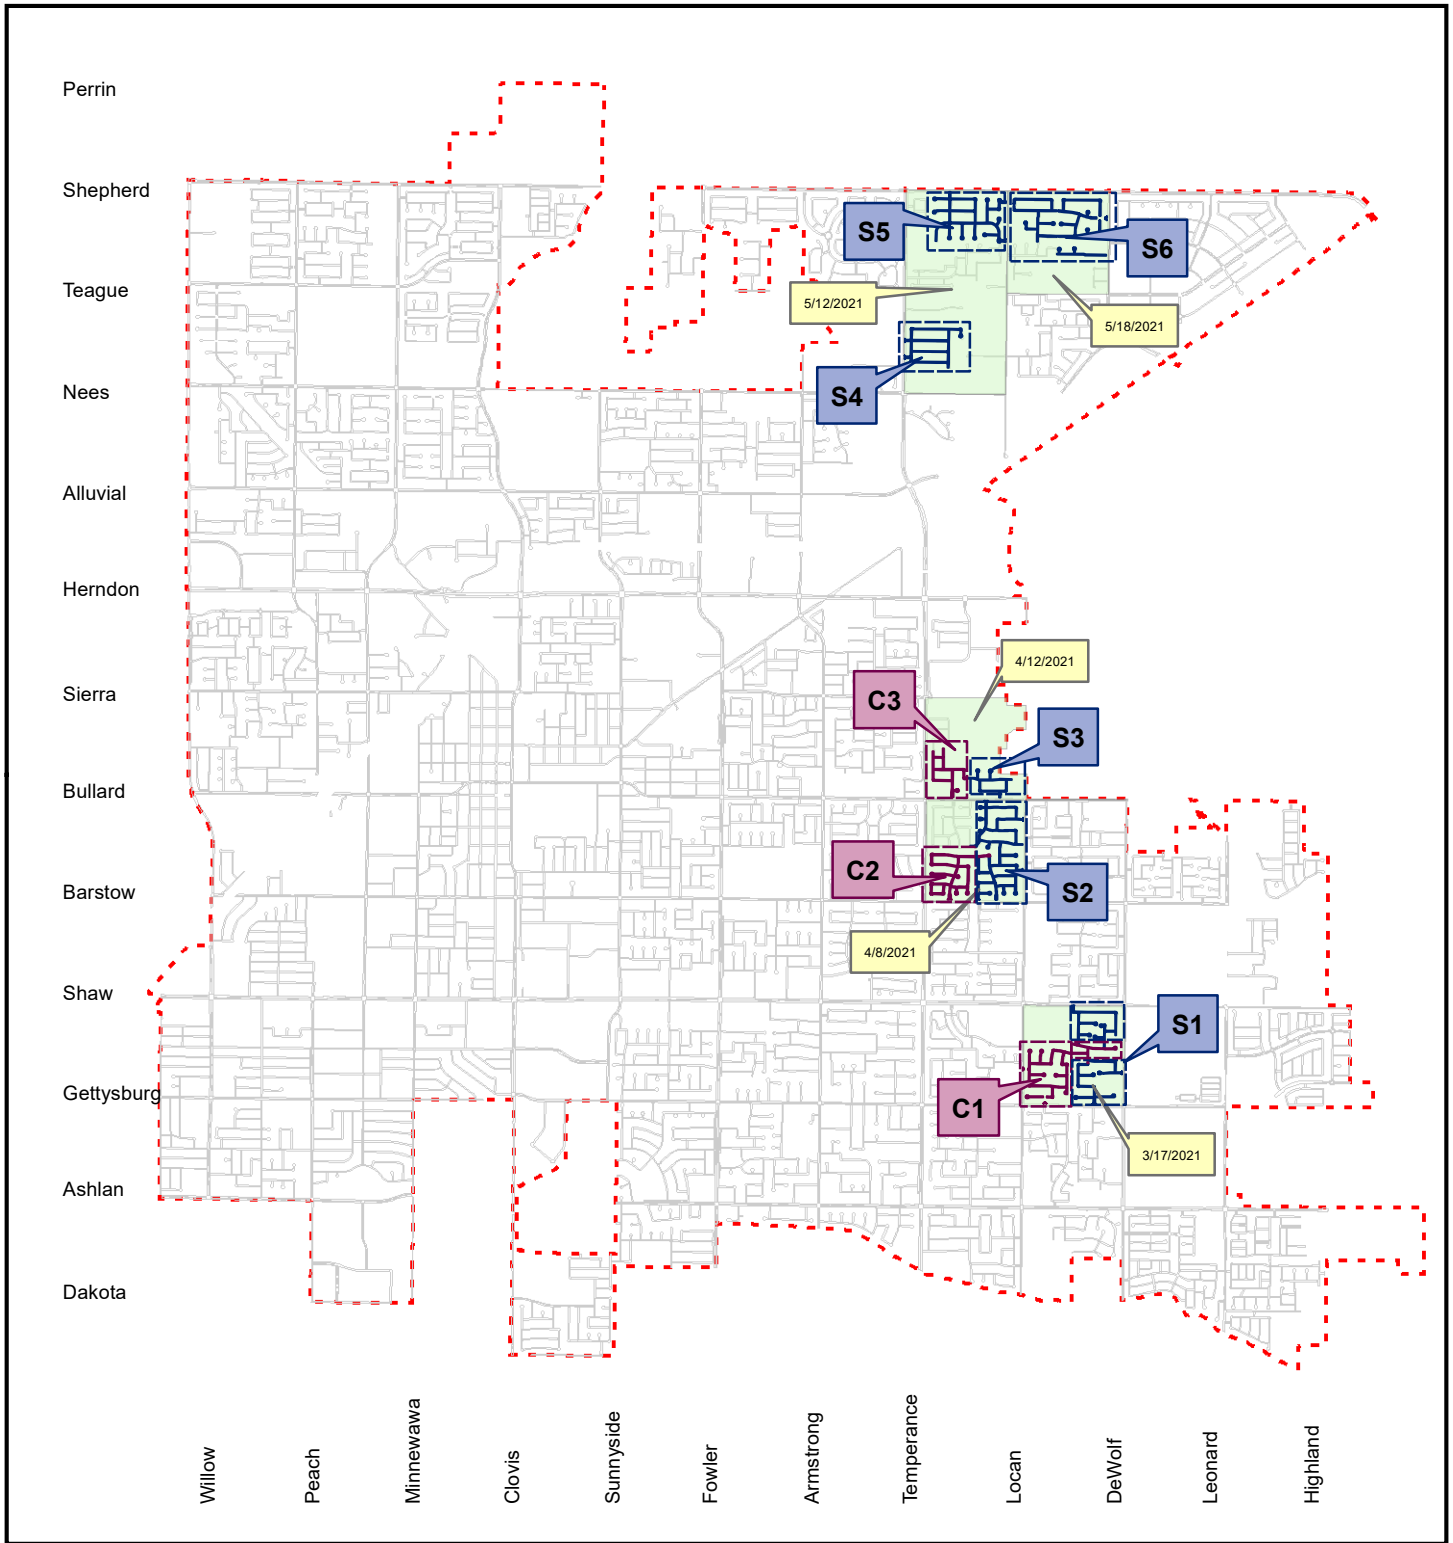 Perrin
Shepherd
S5
S6
Teague
5/12/2021
5/18/2021
Nees
S4
Alluvial
Herndon
4/12/2021
Sierra
C3
S3
Bullard
C2
S2
Barstow
4/8/2021
Shaw
S1
Gettysburg
C1
3/17/2021
Ashlan
Dakota
Willow
Peach
Minnewawa
Clovis
Sunnyside
Fowler
Armstrong
Temperance
Locan
DeWolf
Leonard
Highland